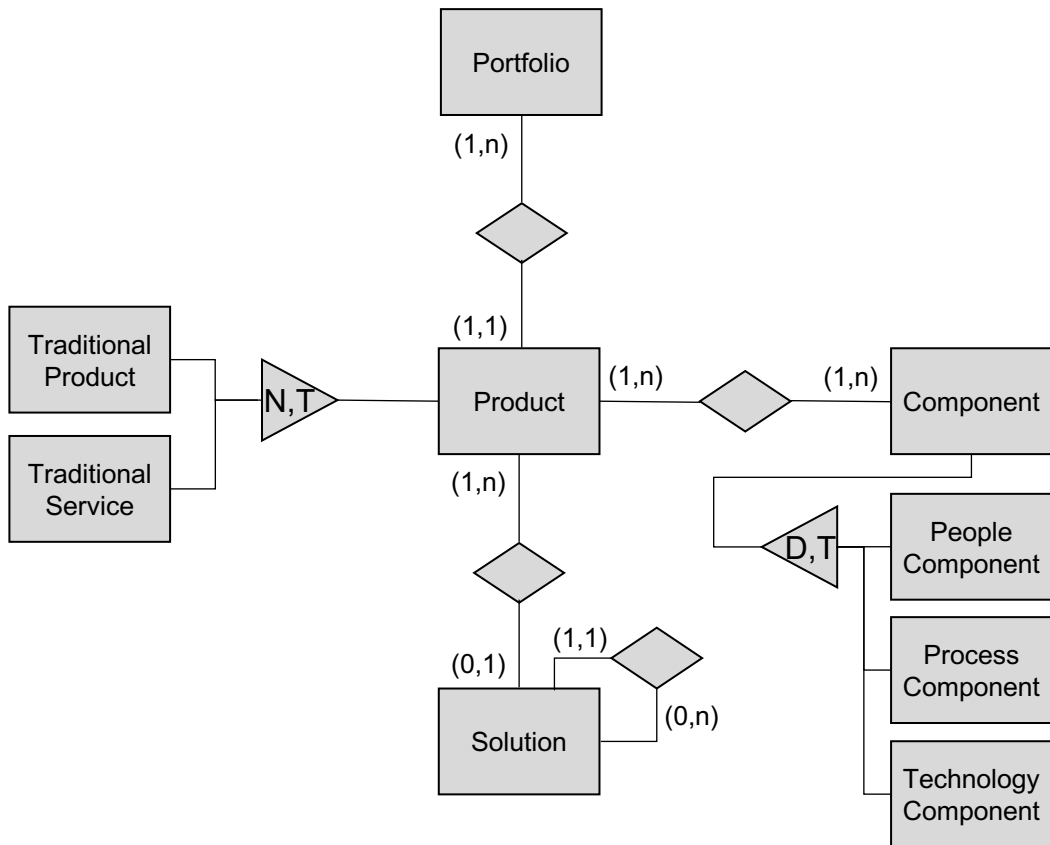 Portfolio
(1,n)
(1,1)
Traditional
Product
N,T
Product
(1,n)
(1,n)
Component
Traditional
Service
(1,n)
D,T
People
Component
(0,1)
(1,1)
(0,n)
Solution
Process
Component
Technology
Component